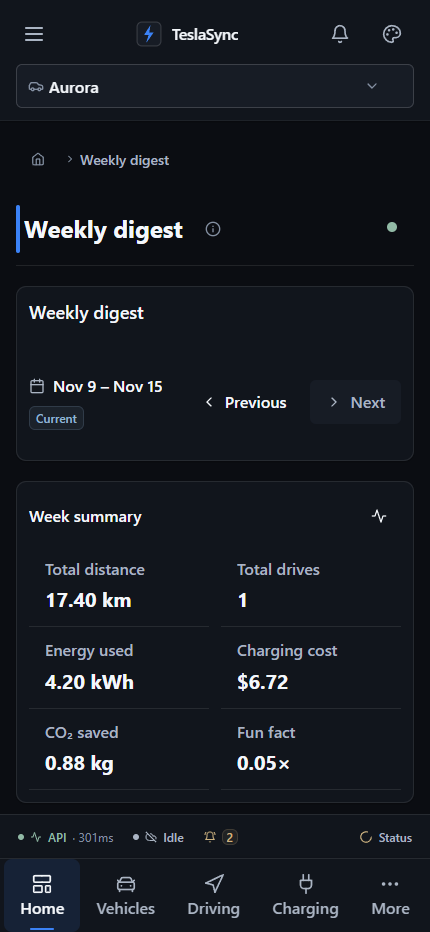 TeslaSync
Aurora
Weekly digest
Weekly digest
Weekly digest
Nov 9 – Nov 15
Current
Previous
Next
Week summary
Total distance
17.40 km
Total drives
1
Energy used
4.20 kWh
Charging cost
$6.72
CO₂ saved
0.88 kg
Fun fact
0.05×
API · 301ms
Idle
2
Status
Home
Vehicles
Driving
Charging
More